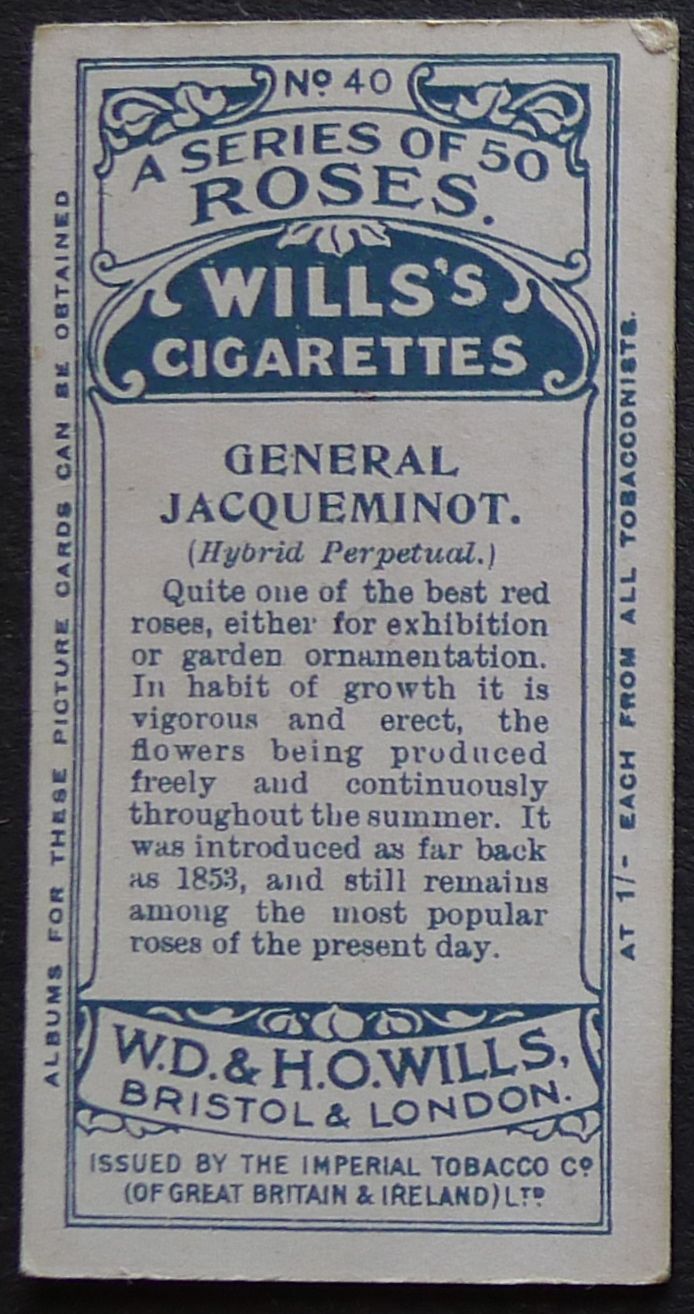 Nº 40
A SERIES OF 50
ROSES.
WILLS'S
CIGARETTES
GENERAL
JACQUEMINOT.
(Hybrid Perpetual.)
Quite one of the best red
roses, either for exhibition
or garden ornamentation.
In habit of growth it is
vigorous and erect, the
flowers being produced
freely and continuously
throughout the summer. It
was introduced as far back
as 1853, and still remains
among the most popular
roses of the present day.
W.D. & H.O. WILLS,
BRISTOL & LONDON.
ISSUED BY THE IMPERIAL TOBACCO Cº
(OF GREAT BRITAIN & IRELAND) LTD
ALBUMS FOR THESE PICTURE CARDS CAN BE OBTAINED
AT 1/- EACH FROM ALL TOBACCONISTS.